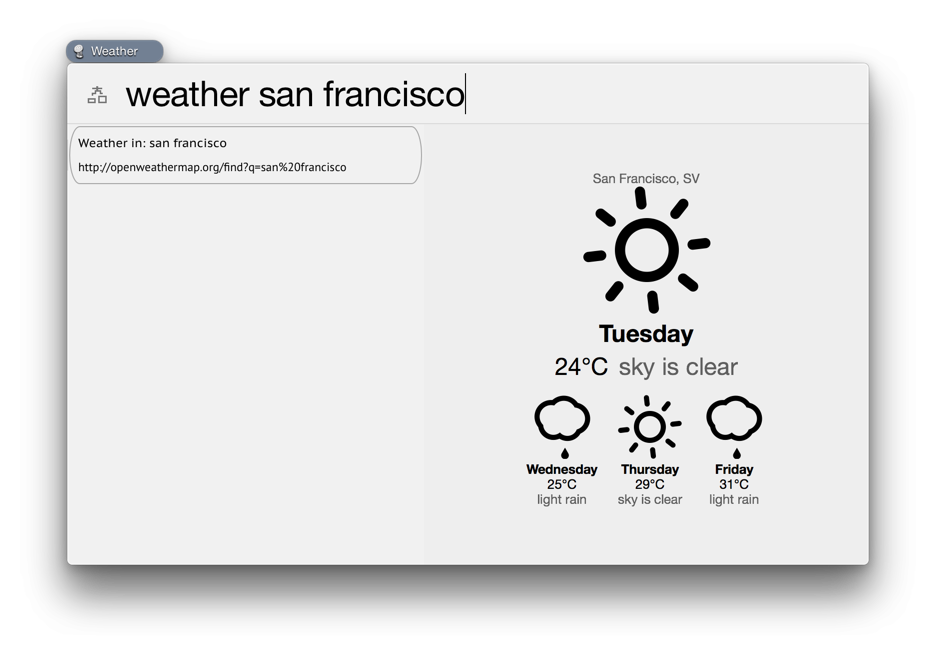 Weather
weather san francisco
Weather in: san francisco
http://openweathermap.org/find?q=san%20francisco
San Francisco, SV
Tuesday
24°C sky is clear
Wednesday Thursday Friday
25°C 29°C 31°C
light rain sky is clear light rain